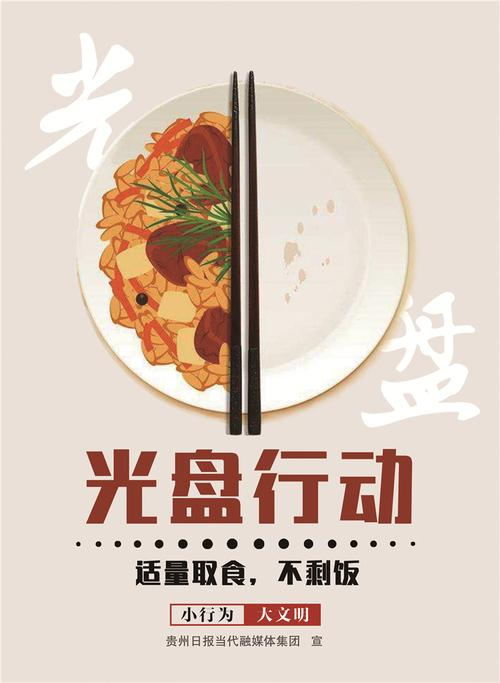 光
盘
光盘行动
适量取食，不剩饭
小行为 大文明
贵州日报当代融媒体集团 宣